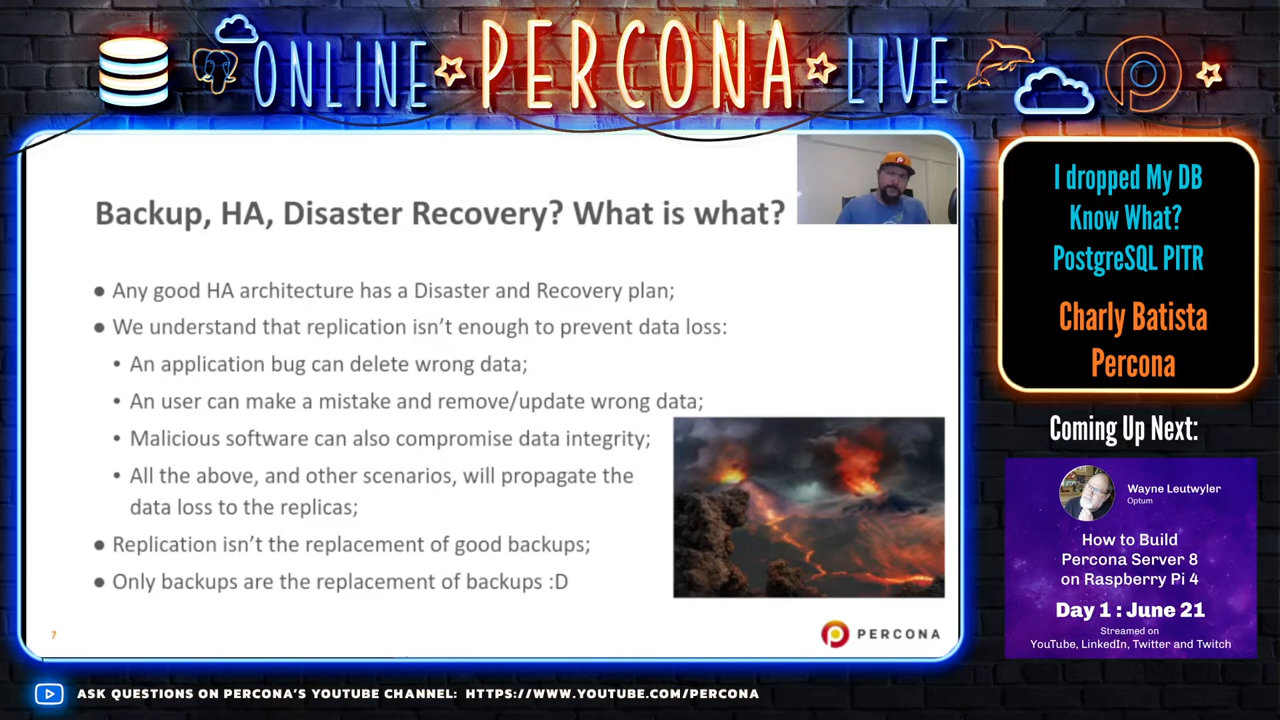 ONLINE PERCONA LIVE
Backup, HA, Disaster Recovery? What is what?
● Any good HA architecture has a Disaster and Recovery plan;
● We understand that replication isn't enough to prevent data loss:
• An application bug can delete wrong data;
• An user can make a mistake and remove/update wrong data;
• Malicious software can also compromise data integrity;
• All the above, and other scenarios, will propagate the
data loss to the replicas;
● Replication isn't the replacement of good backups;
● Only backups are the replacement of backups :D
7
PERCONA
I dropped My DB
Know What?
PostgreSQL PITR
Charly Batista
Percona
Coming Up Next:
Wayne Leutwyler
Optum
How to Build
Percona Server 8
on Raspberry Pi 4
Day 1 : June 21
Streamed on
YouTube, LinkedIn, Twitter and Twitch
ASK QUESTIONS ON PERCONA'S YOUTUBE CHANNEL: HTTPS://WWW.YOUTUBE.COM/PERCONA